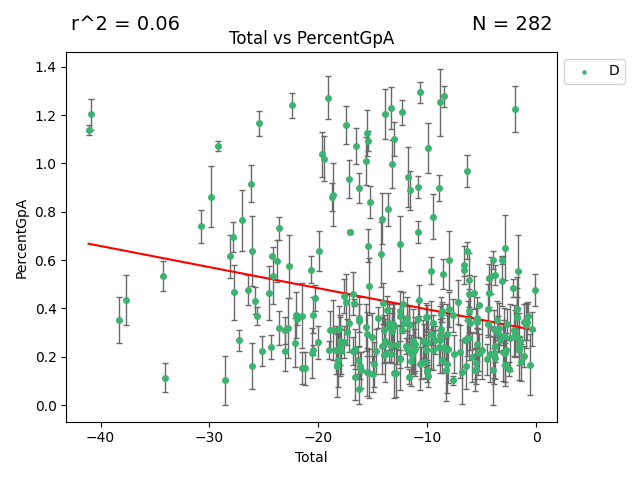 r^2 = 0.06
N = 282
Total vs PercentGpA
D
PercentGpA
1.4
1.2
1.0
0.8
0.6
0.4
0.2
0.0
−40
−30
−20
−10
0
Total